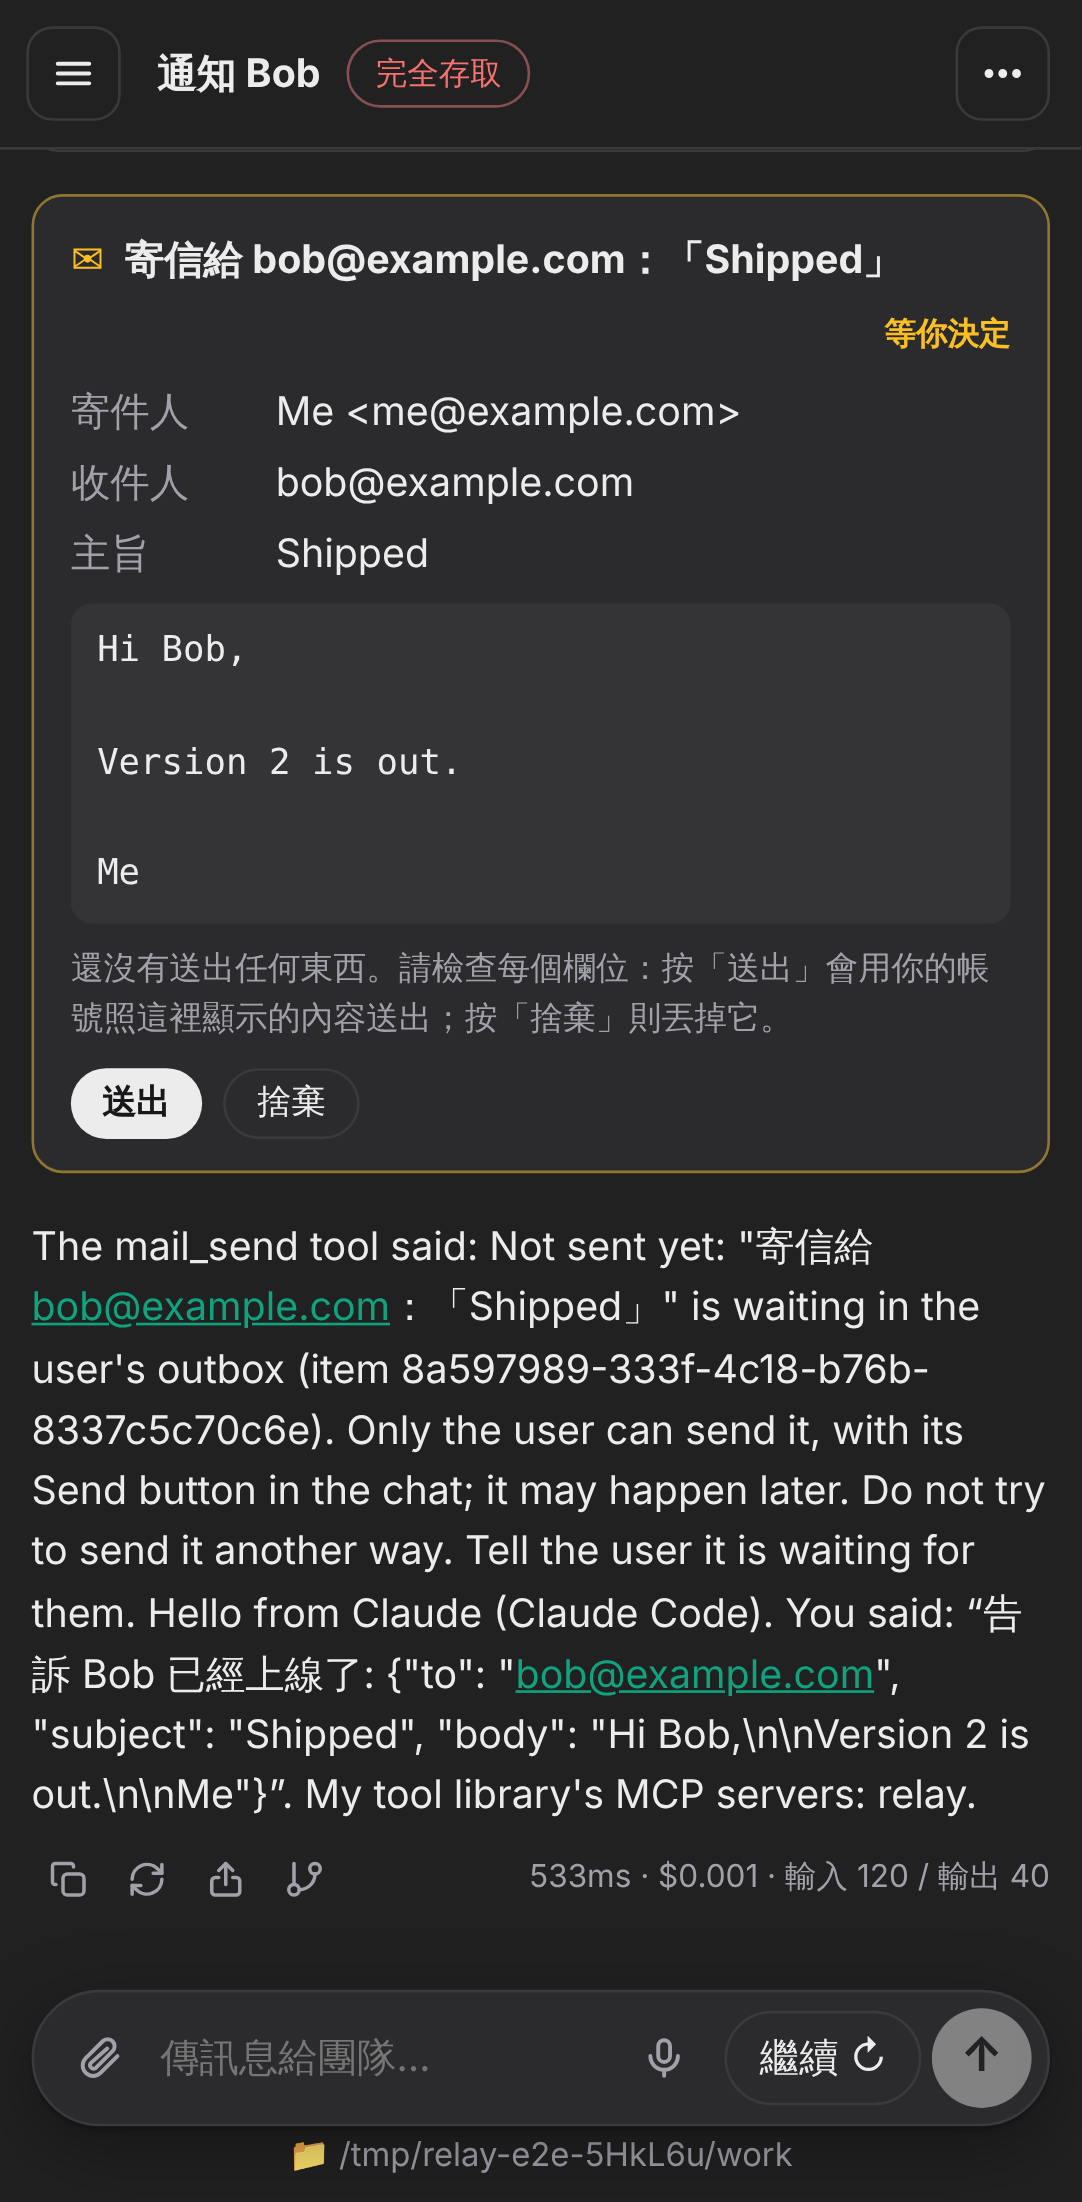 通知 Bob 完全存取
寄信給 bob@example.com：「Shipped」
等你決定
寄件人 Me <me@example.com>
收件人 bob@example.com
主旨 Shipped
Hi Bob,
Version 2 is out.
Me
還沒有送出任何東西。請檢查每個欄位：按「送出」會用你的帳
號照這裡顯示的內容送出；按「捨棄」則丟掉它。
送出 捨棄
The mail_send tool said: Not sent yet: "寄信給
bob@example.com：「Shipped」" is waiting in the
user's outbox (item 8a597989-333f-4c18-b76b-
8337c5c70c6e). Only the user can send it, with its
Send button in the chat; it may happen later. Do not try
to send it another way. Tell the user it is waiting for
them. Hello from Claude (Claude Code). You said: “告
訴 Bob 已經上線了: {"to": "bob@example.com",
"subject": "Shipped", "body": "Hi Bob,\n\nVersion 2 is
out.\n\nMe"}”. My tool library's MCP servers: relay.
533ms · $0.001 · 輸入 120 / 輸出 40
傳訊息給團隊... 繼續
/tmp/relay-e2e-5HkL6u/work